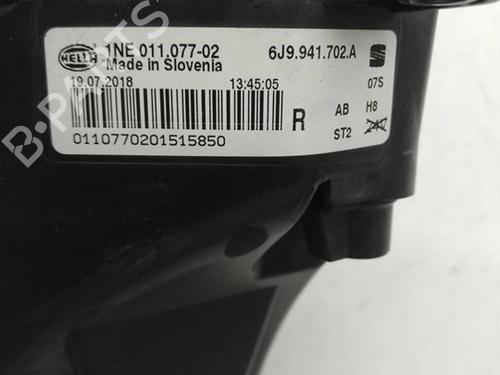 HELLA
1NE 011.077-02
6J9.941.702.A
Made in Slovenia
19.07.2018
13:45:05
07S
R
AB
H8
ST2
0110770201515850
B-PARTS